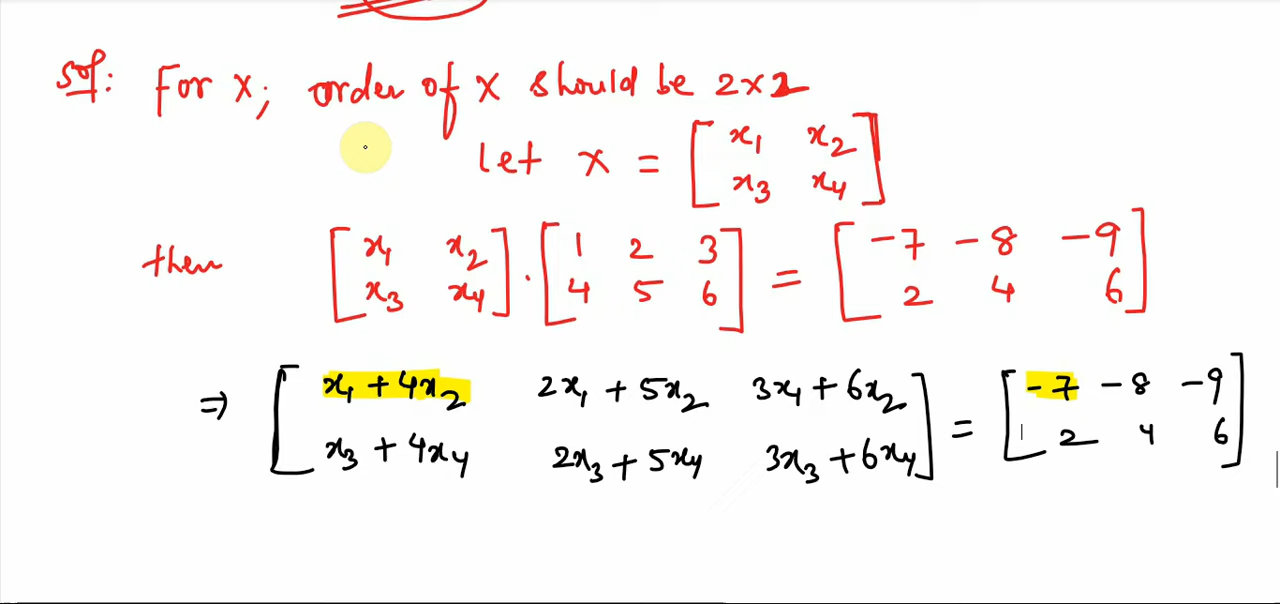 Sol: For X; order of X should be 2×2
Let X = [ x₁ x₂
x₃ x₄ ]
then [ x₁ x₂ ] · [ 1 2 3 ] = [ -7 -8 -9 ]
[ x₃ x₄ ] [ 4 5 6 ] [ 2 4 6 ]
⇒ [ x₁ + 4x₂ 2x₁ + 5x₂ 3x₁ + 6x₂ ] = [ -7 -8 -9 ]
[ x₃ + 4x₄ 2x₃ + 5x₄ 3x₃ + 6x₄ ] [ 2 4 6 ]